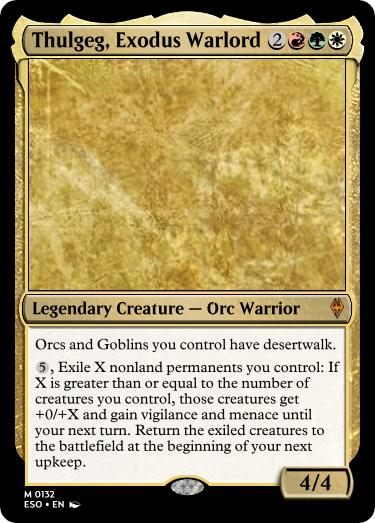 Thulgeg, Exodus Warlord 2
Legendary Creature — Orc Warrior
Orcs and Goblins you control have desertwalk.
5, Exile X nonland permanents you control: If
X is greater than or equal to the number of
creatures you control, those creatures get
+0/+X and gain vigilance and menace until
your next turn. Return the exiled creatures to
the battlefield at the beginning of your next
upkeep.
4/4
M 0132
ESO • EN